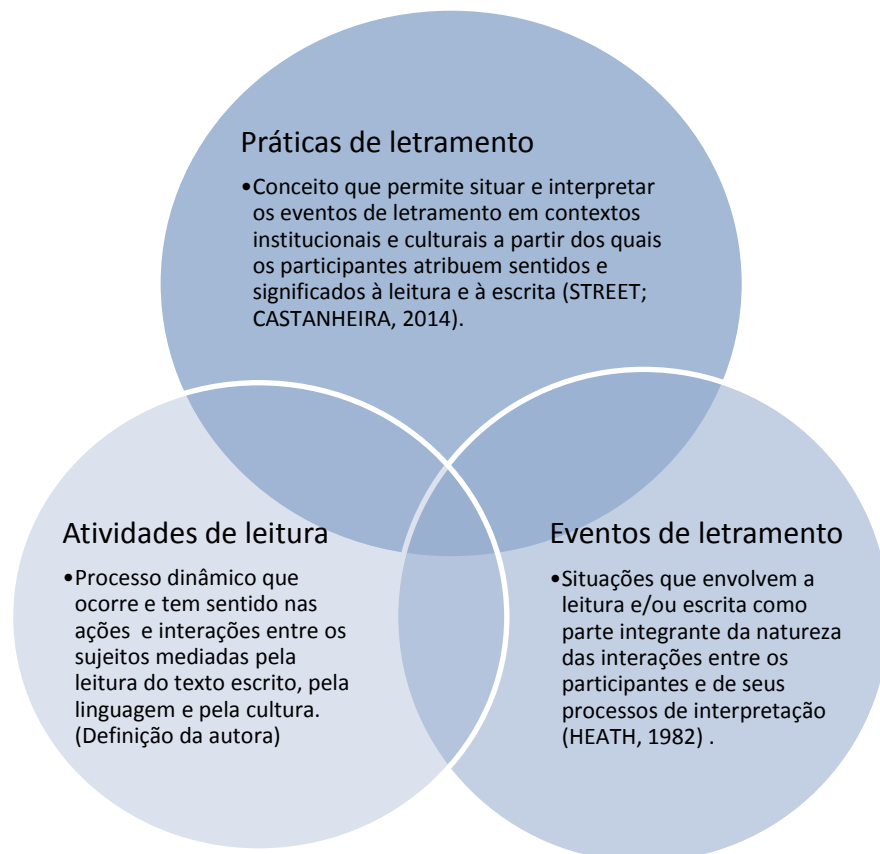 Práticas de letramento
•Conceito que permite situar e interpretar
os eventos de letramento em contextos
institucionais e culturais a partir dos quais
os participantes atribuem sentidos e
significados à leitura e à escrita (STREET;
CASTANHEIRA, 2014).
Atividades de leitura
•Processo dinâmico que
ocorre e tem sentido nas
ações e interações entre os
sujeitos mediadas pela
leitura do texto escrito, pela
linguagem e pela cultura.
(Definição da autora)
Eventos de letramento
•Situações que envolvem a
leitura e/ou escrita como
parte integrante da natureza
das interações entre os
participantes e de seus
processos de interpretação
(HEATH, 1982) .